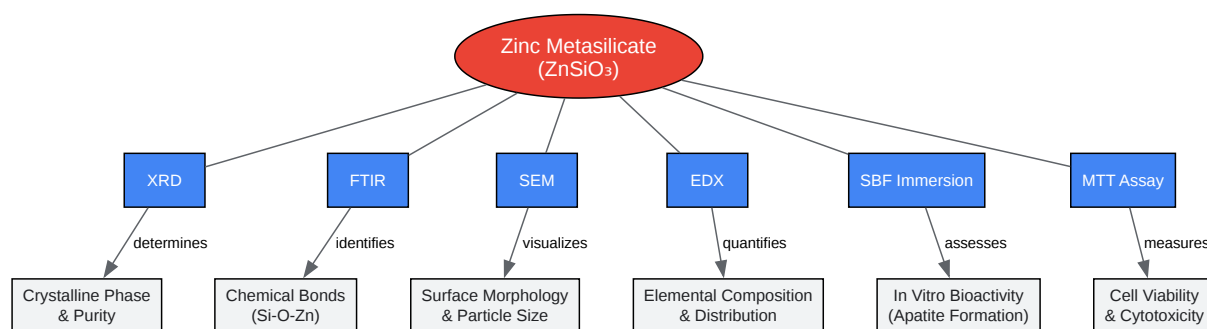 Zinc Metasilicate
(ZnSiO₃)
XRD
FTIR
SEM
EDX
SBF Immersion
MTT Assay
determines
identifies
visualizes
quantifies
assesses
measures
Crystalline Phase
& Purity
Chemical Bonds
(Si-O-Zn)
Surface Morphology
& Particle Size
Elemental Composition
& Distribution
In Vitro Bioactivity
(Apatite Formation)
Cell Viability
& Cytotoxicity